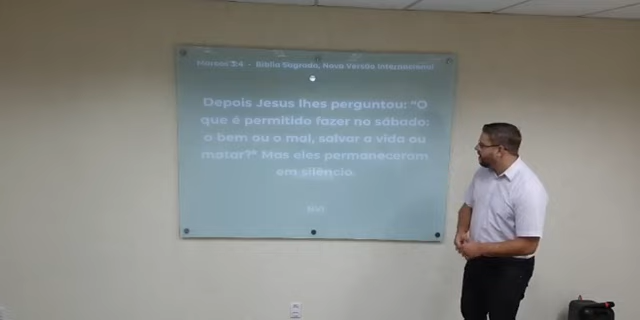 Marcos 3:4 - Bíblia Sagrada, Nova Versão Internacional
Depois Jesus lhes perguntou: "O
que é permitido fazer no sábado:
o bem ou o mal, salvar a vida ou
matar?" Mas eles permaneceram
em silêncio.
NVI